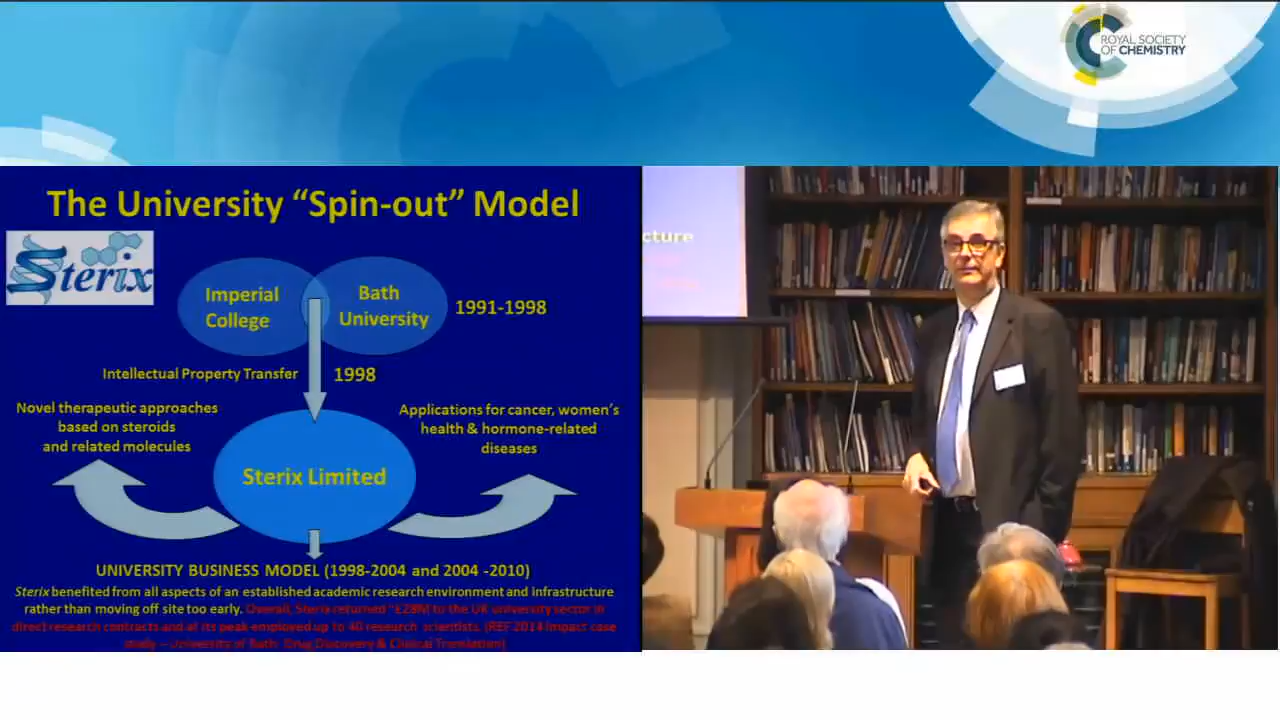 ROYAL SOCIETY
OF CHEMISTRY
The University “Spin-out” Model
Sterix
Imperial
College
Bath
University
1991-1998
Intellectual Property Transfer
1998
Novel therapeutic approaches
based on steroids
and related molecules
Applications for cancer, women’s
health & hormone-related
diseases
Sterix Limited
UNIVERSITY BUSINESS MODEL (1998-2004 and 2004 -2010)
Sterix benefited from all aspects of an established academic research environment and infrastructure
rather than moving off site too early. Overall, Sterix returned ~£28M to the UK university sector in
direct research contracts and at its peak employed up to 40 research scientists. (REF 2014 Impact case
study – University of Bath: Drug Discovery & Clinical Translation)
cture